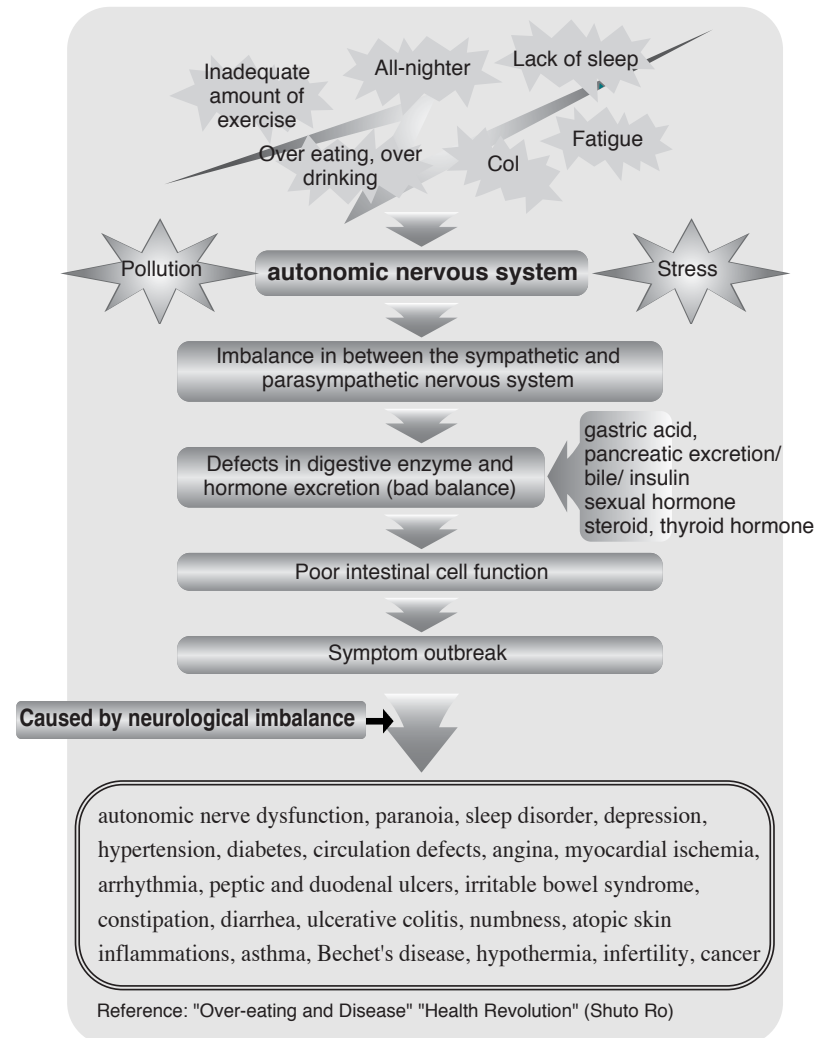 Inadequate
amount of
exercise
All-nighter
Lack of sleep
Over eating, over
drinking
Col
Fatigue
Pollution
autonomic nervous system
Stress
Imbalance in between the sympathetic and
parasympathetic nervous system
Defects in digestive enzyme and
hormone excretion (bad balance)
gastric acid,
pancreatic excretion/
bile/ insulin
sexual hormone
steroid, thyroid hormone
Poor intestinal cell function
Symptom outbreak
Caused by neurological imbalance
autonomic nerve dysfunction, paranoia, sleep disorder, depression,
hypertension, diabetes, circulation defects, angina, myocardial ischemia,
arrhythmia, peptic and duodenal ulcers, irritable bowel syndrome,
constipation, diarrhea, ulcerative colitis, numbness, atopic skin
inflammations, asthma, Bechet's disease, hypothermia, infertility, cancer
Reference: "Over-eating and Disease" "Health Revolution" (Shuto Ro)